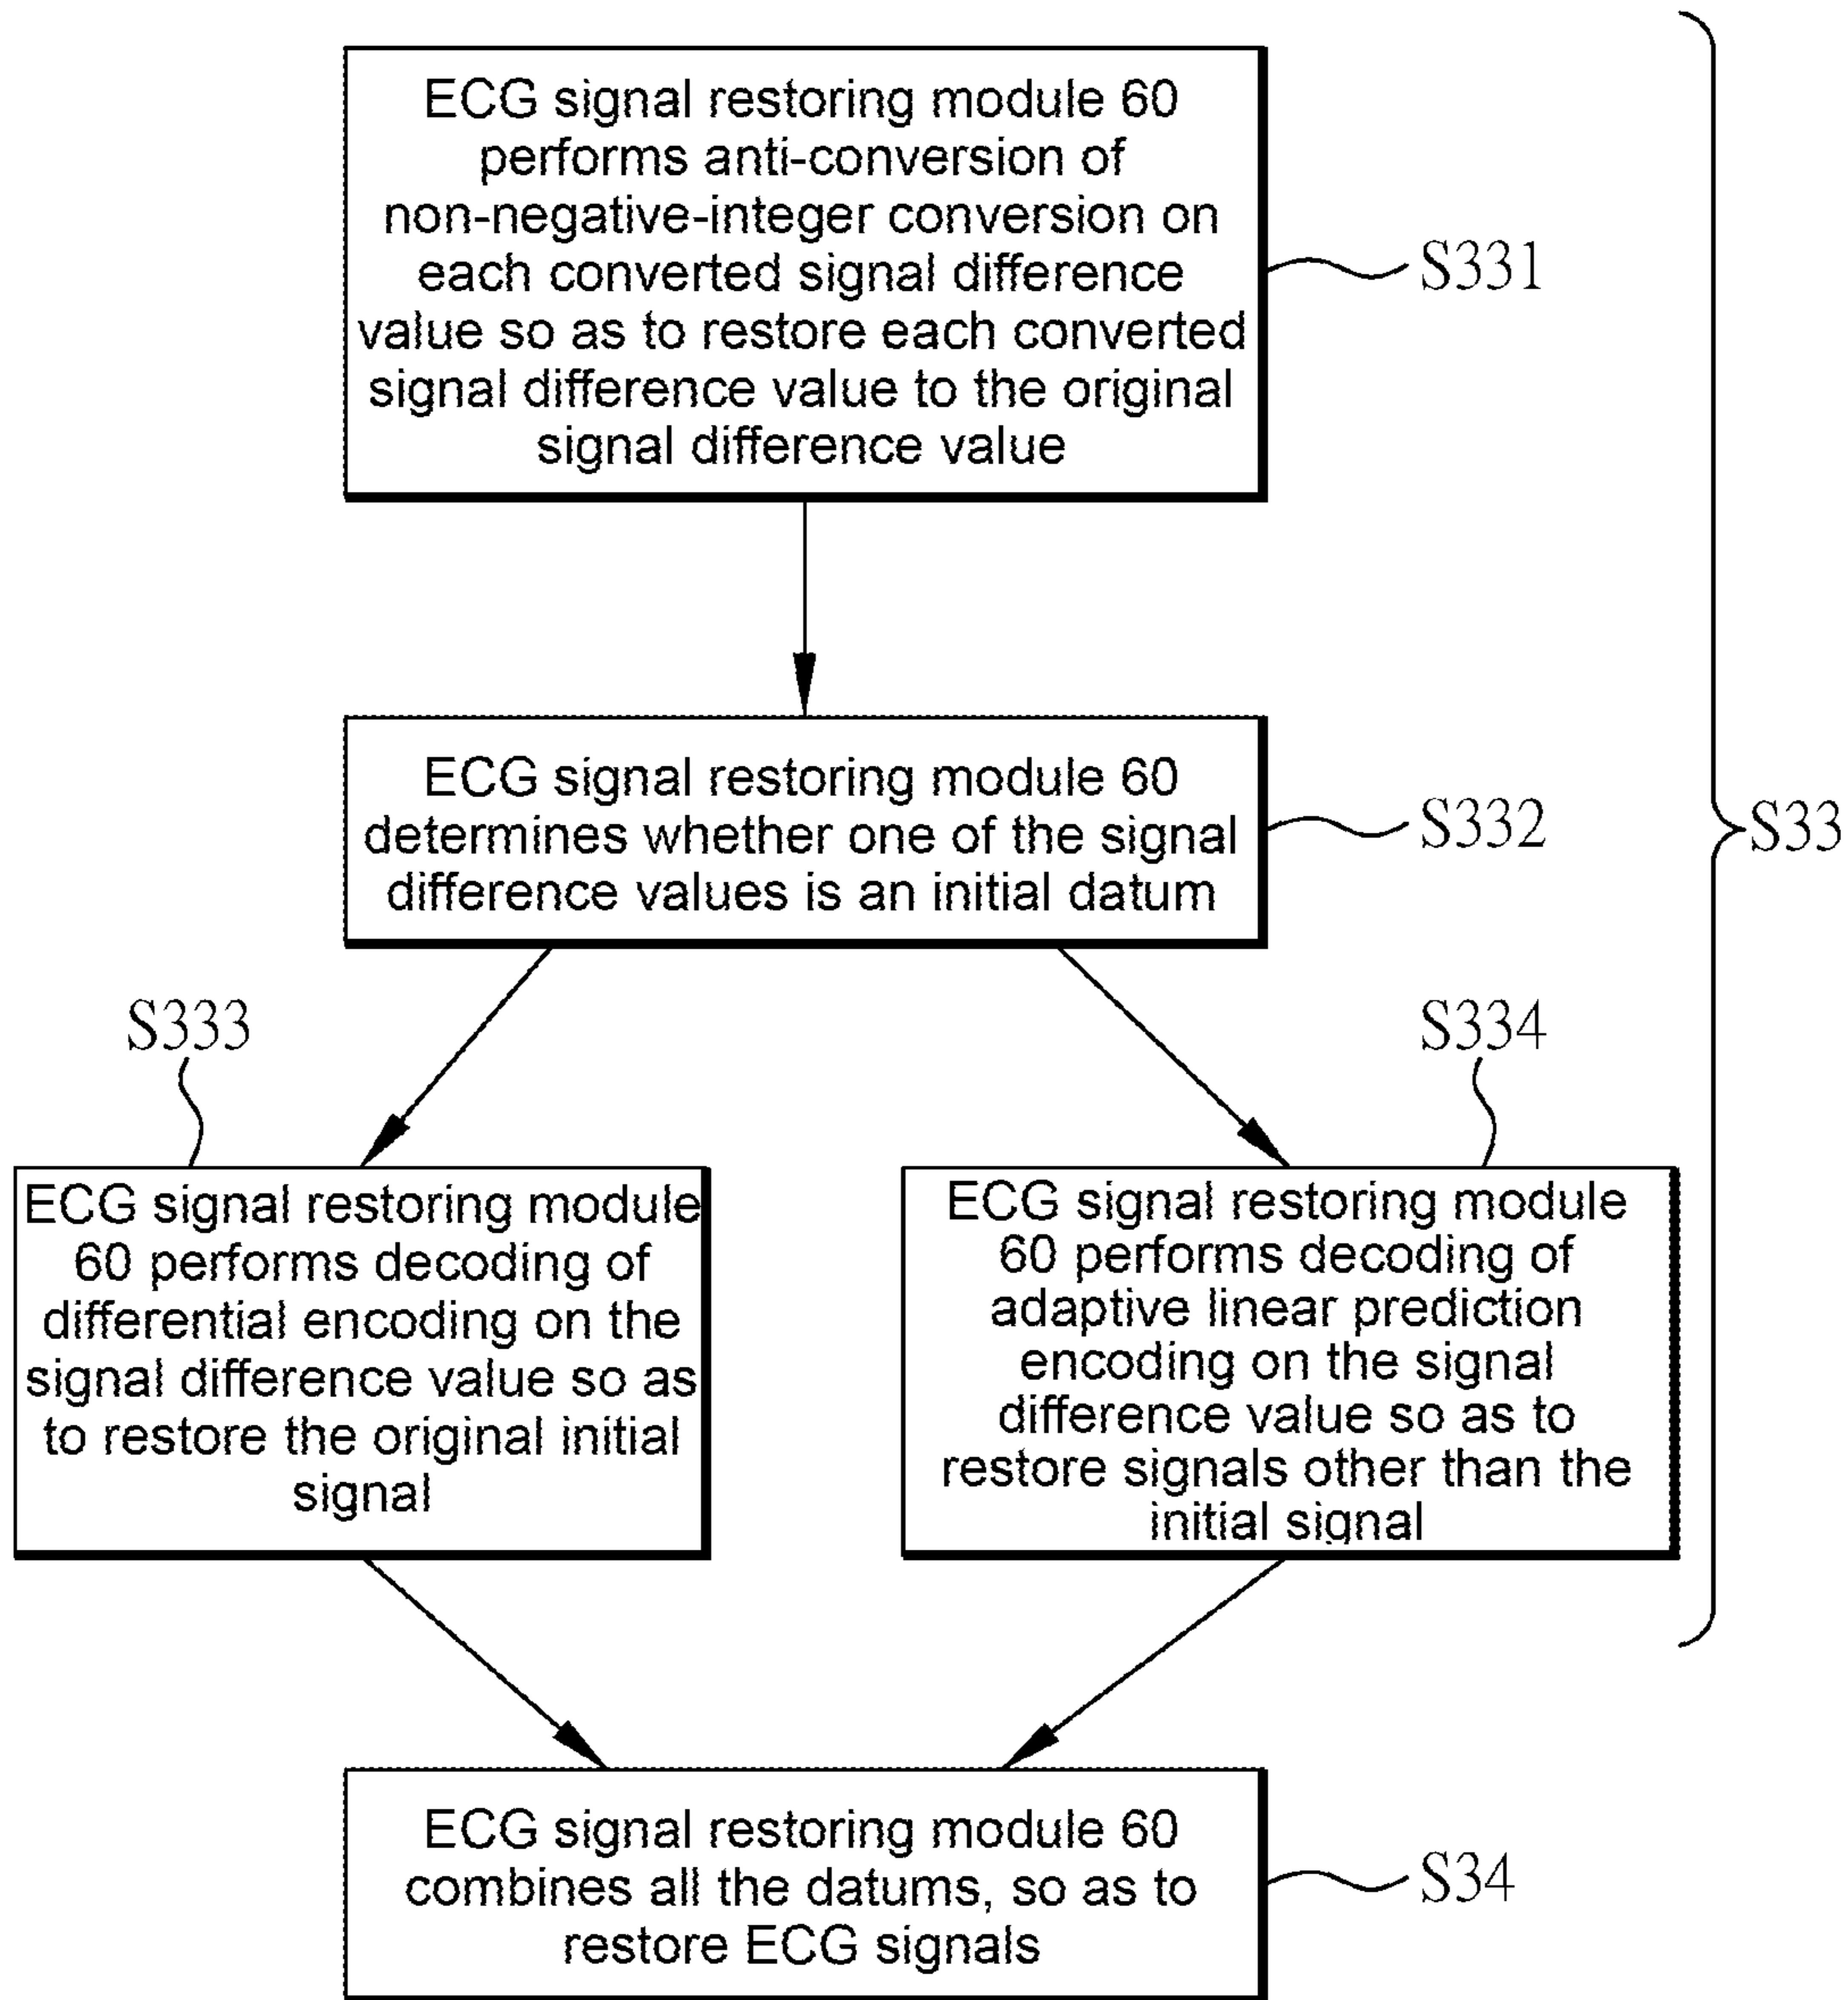 ECG signal restoring module 60
performs anti-conversion of
non-negative-integer conversion on
each converted signal difference
value so as to restore each converted
signal difference value to the original
signal difference value
S331
ECG signal restoring module 60
determines whether one of the signal
difference values is an initial datum
S332
S33
S333
S334
ECG signal restoring module
60 performs decoding of
differential encoding on the
signal difference value so as
to restore the original initial
signal
ECG signal restoring module
60 performs decoding of
adaptive linear prediction
encoding on the signal
difference value so as to
restore signals other than the
initial signal
ECG signal restoring module 60
combines all the datums, so as to
restore ECG signals
S34